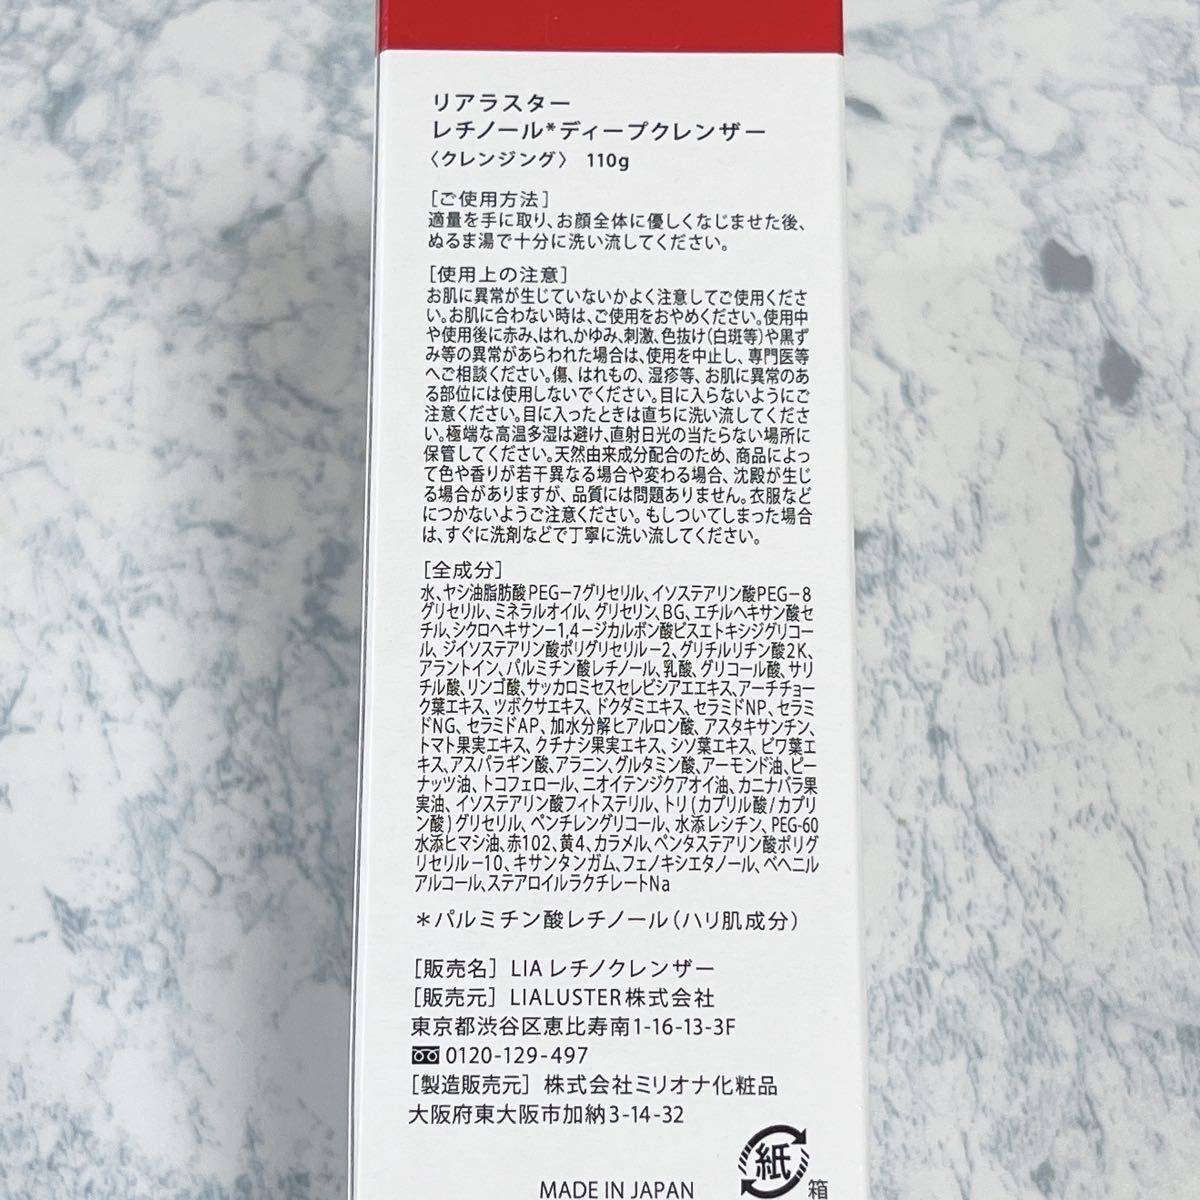 リアラスター
レチノール*ディープクレンザー
〈クレンジング〉 110g
[ご使用方法]
適量を手に取り、お顔全体に優しくなじませた後、
ぬるま湯で十分に洗い流してください。
[使用上の注意]
お肌に異常が生じていないかよく注意してご使用くださ
い。お肌に合わない時は、ご使用をおやめください。使用中
や使用後に赤み、はれ、かゆみ、刺激、色抜け(白斑等)や黒ず
み等の異常があらわれた場合は、使用を中止し、専門医等
へご相談ください。傷、はれもの、湿疹等、お肌に異常のあ
る部位には使用しないでください。目に入らないようにご
注意ください。目に入ったときは直ちに洗い流してくださ
い。極端な高温多湿は避け、直射日光の当たらない場所に
保管してください。天然由来成分配合のため、商品によっ
て色や香りが若干異なる場合や変わる場合、沈殿が生じ
る場合がありますが、品質には問題ありません。衣服など
につかないようご注意ください。もしついてしまった場合
は、すぐに洗剤などで丁寧に洗い流してください。
[全成分]
水、ヤシ油脂肪酸PEG－7グリセリル、イソステアリン酸PEG－8
グリセリル、ミネラルオイル、グリセリン、BG、エチルヘキサン酸セ
チル、シクロヘキサン－1,4－ジカルボン酸ビスエトキシジグリコー
ル、ジイソステアリン酸ポリグリセリル－2、グリチルリチン酸2K、
アラントイン、パルミチン酸レチノール、乳酸、グリコール酸、サリ
チル酸、リンゴ酸、サッカロミセスセレビシアエエキス、アーチチョー
ク葉エキス、ツボクサエキス、ドクダミエキス、セラミドNP、セラミ
ドNG、セラミドAP、加水分解ヒアルロン酸、アスタキサンチン、
トマト果実エキス、クチナシ果実エキス、シソ葉エキス、ビワ葉エ
キス、アスパラギン酸、アラニン、グルタミン酸、アーモンド油、ピー
ナッツ油、トコフェロール、ニオイテンジクアオイ油、カニナバラ果
実油、イソステアリン酸フィトステリル、トリ(カプリル酸/カプリ
ン酸)グリセリル、ペンチレングリコール、水添レシチン、PEG-60
水添ヒマシ油、赤102、黄4、カラメル、ペンタステアリン酸ポリグ
リセリル－10、キサンタンガム、フェノキシエタノール、ベヘニル
アルコール、ステアロイルラクチレートNa
*パルミチン酸レチノール(ハリ肌成分)
[販売名] LIA レチノクレンザー
[販売元] LIALUSTER株式会社
東京都渋谷区恵比寿南1-16-13-3F
0120-129-497
[製造販売元] 株式会社ミリオナ化粧品
大阪府東大阪市加納3-14-32
紙
箱
MADE IN JAPAN